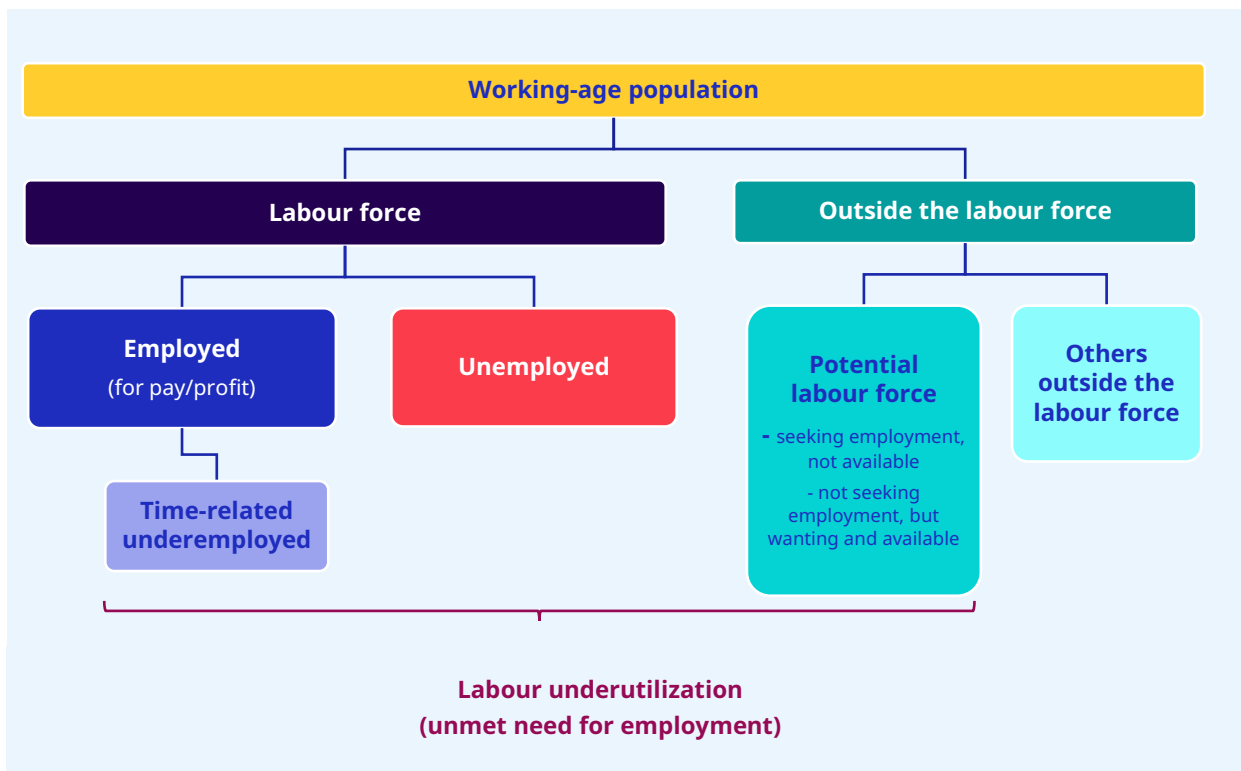 Working-age population
Labour force
Outside the labour force
Employed
(for pay/profit)
Unemployed
Potential
labour force
- seeking employment,
not available
- not seeking
employment, but
wanting and available
Others
outside the
labour force
Time-related
underemployed
Labour underutilization
(unmet need for employment)